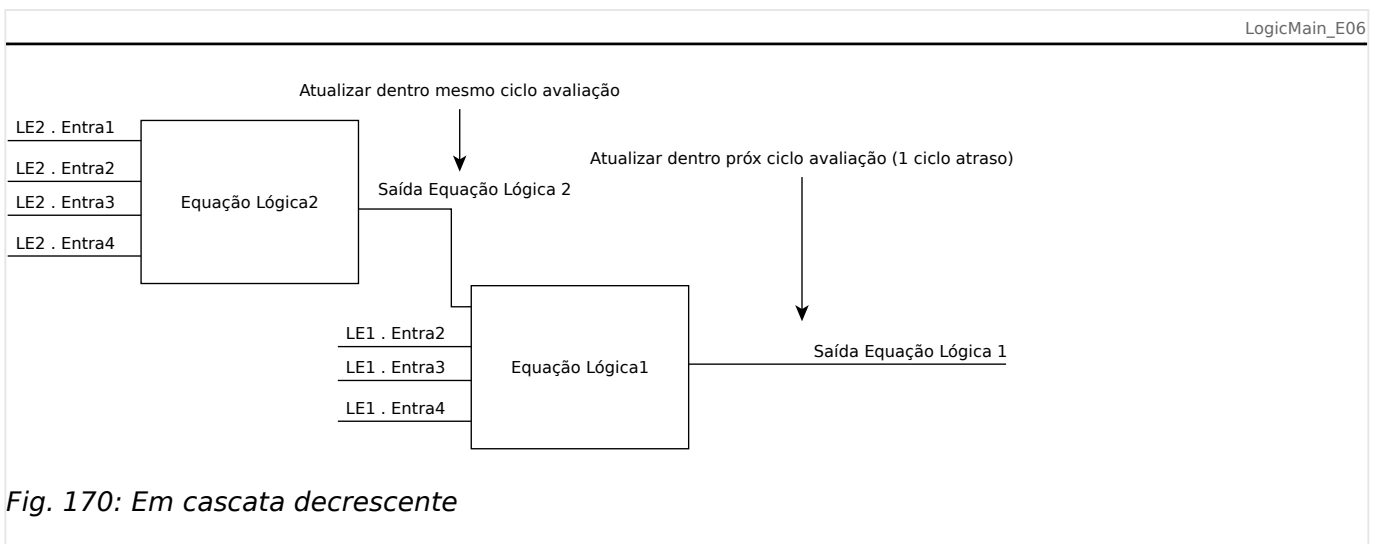 LogicMain_E06
Atualizar dentro mesmo ciclo avaliação
LE2 . Entra1
Atualizar dentro próx ciclo avaliação (1 ciclo atraso)
LE2 . Entra2
Saída Equação Lógica 2
LE2 . Entra3
Equação Lógica2
LE2 . Entra4
LE1 . Entra2
Saída Equação Lógica 1
LE1 . Entra3
Equação Lógica1
LE1 . Entra4
Fig. 170: Em cascata decrescente